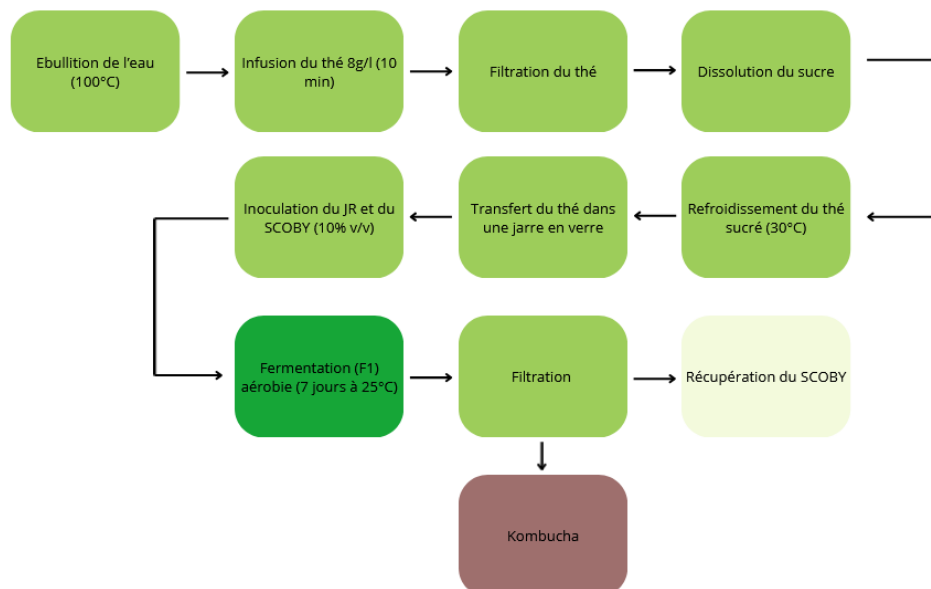 Ebullition de l’eau
(100°C)
Infusion du thé 8g/l (10
min)
Filtration du thé
Dissolution du sucre
Refroidissement du thé
sucré (30°C)
Transfert du thé dans
une jarre en verre
Inoculation du JR et du
SCOBY (10% v/v)
Fermentation (F1)
aérobie (7 jours à 25°C)
Filtration
Récupération du SCOBY
Kombucha